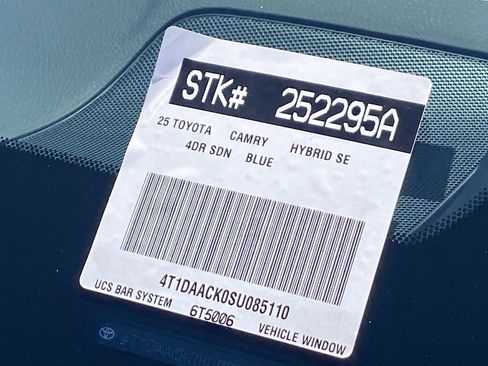 STK# 252295A
25 TOYOTA CAMRY HYBRID SE
4DR SDN BLUE
4T1DAACK0SU085110
UCS BAR SYSTEM 6T5006 VEHICLE WINDOW